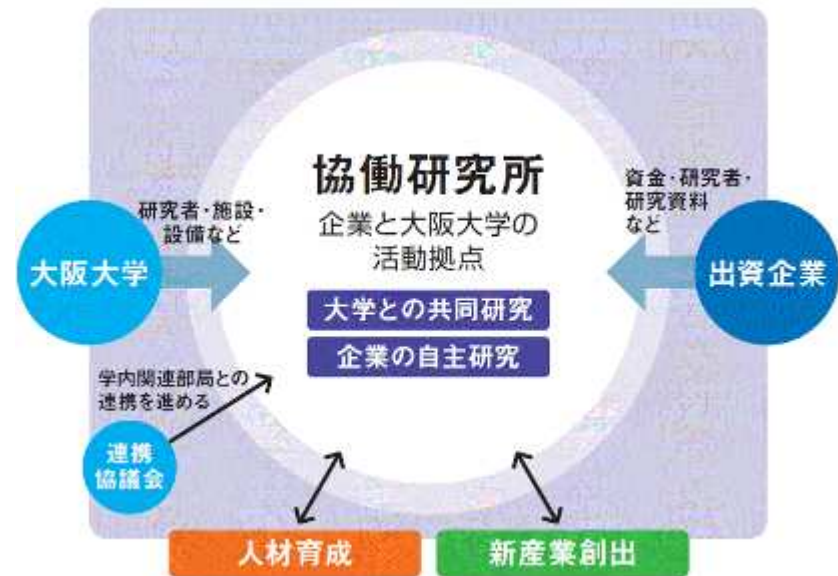 協働研究所
企業と大阪大学の
活動拠点
大学との共同研究
企業の自主研究
大阪大学
研究者・施設・
設備など
資金・研究者・
研究資料
など
出資企業
学内関連部局との
連携を進める
連携
協議会
人材育成
新産業創出